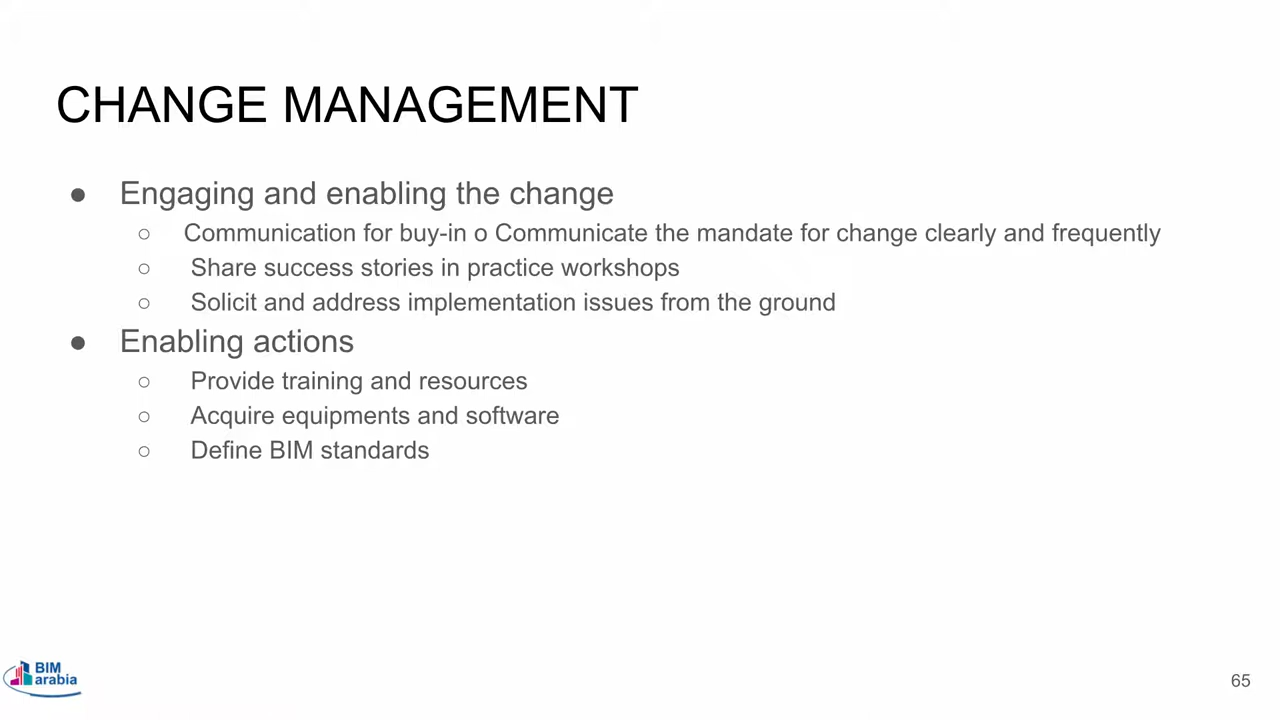 CHANGE MANAGEMENT
● Engaging and enabling the change
○ Communication for buy-in o Communicate the mandate for change clearly and frequently
○ Share success stories in practice workshops
○ Solicit and address implementation issues from the ground
● Enabling actions
○ Provide training and resources
○ Acquire equipments and software
○ Define BIM standards
BIM
arabia
65